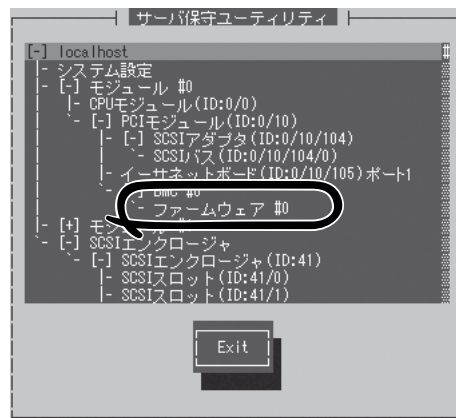 サーバ保守ユーティリティ
[-] localhost
|- システム設定
|- [-] モジュール #0
| |- CPUモジュール(ID:0/0)
| `- [-] PCIモジュール(ID:0/10)
| |- [-] SCSIアダプタ(ID:0/10/104)
| | `- SCSIバス(ID:0/10/104/0)
| |- イーサネットボード(ID:0/10/105)ポート1
BMC #0
`- ファームウェア #0
|- [+] モジュール
`- [-] SCSIエンクロージャ
`- [-] SCSIエンクロージャ(ID:41)
|- SCSIスロット(ID:41/0)
|- SCSIスロット(ID:41/1)
Exit